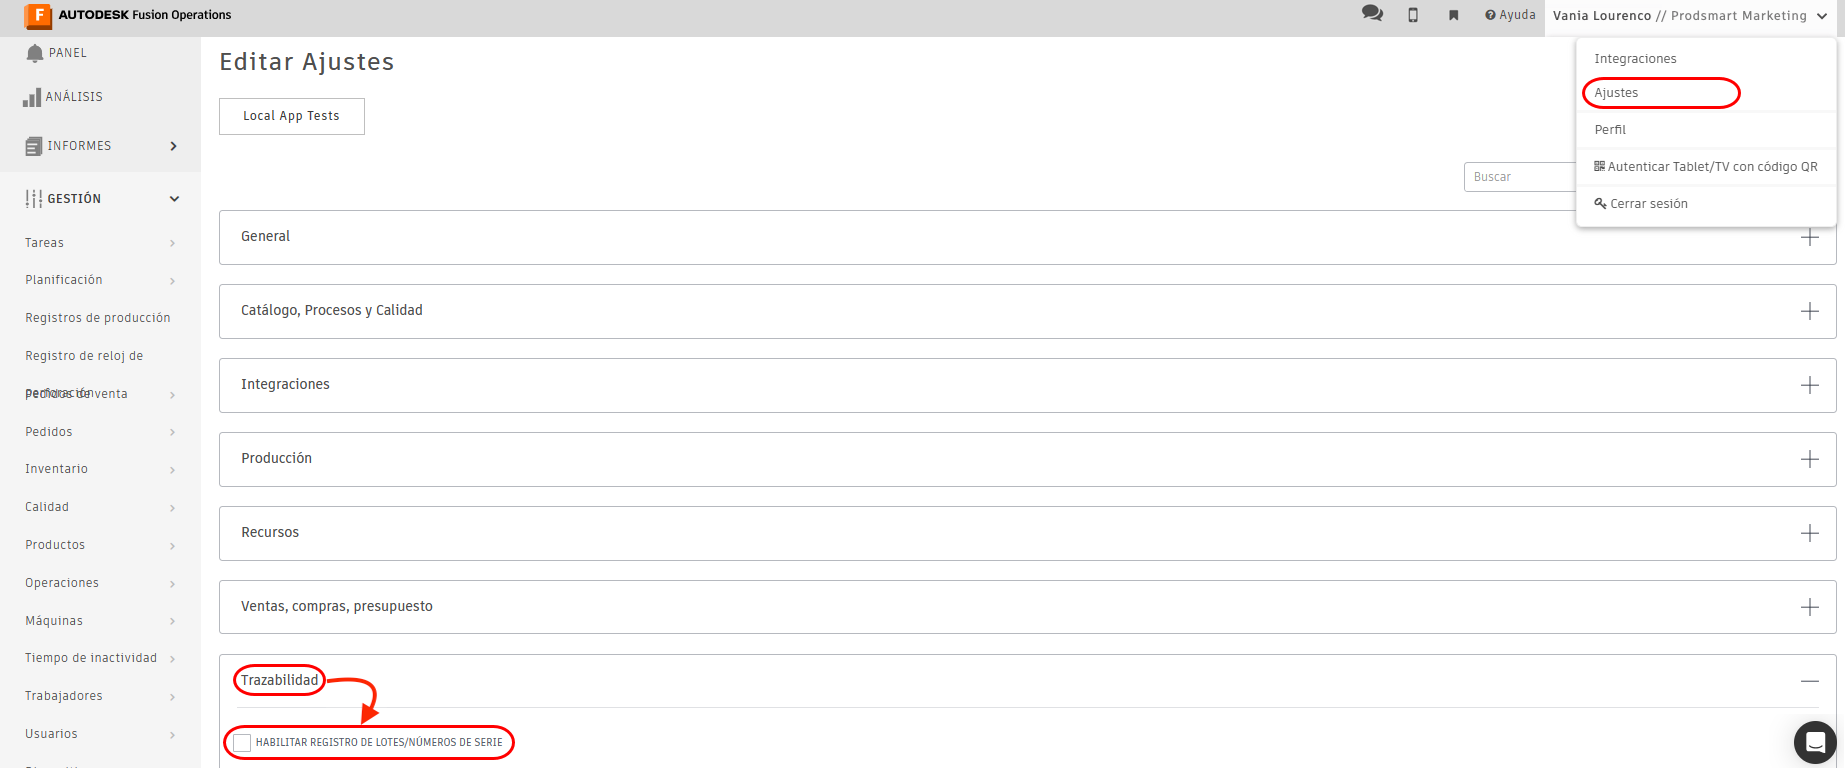 AUTODESK Fusion Operations
Ayuda
Vania Lourenco // Prodsmart Marketing
PANEL
ANÁLISIS
INFORMES
GESTIÓN
Tareas
Planificación
Registros de producción
Registro de reloj de
perforación
Pedidos de venta
Pedidos
Inventario
Calidad
Productos
Operaciones
Máquinas
Tiempo de inactividad
Trabajadores
Usuarios
Editar Ajustes
Local App Tests
Buscar
Integraciones
Ajustes
Perfil
Autenticar Tablet/TV con código QR
Cerrar sesión
General
Catálogo, Procesos y Calidad
Integraciones
Producción
Recursos
Ventas, compras, presupuesto
Trazabilidad
HABILITAR REGISTRO DE LOTES/NÚMEROS DE SERIE